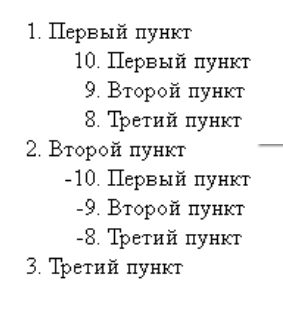 1. Первый пункт
10. Первый пункт
9. Второй пункт
8. Третий пункт
2. Второй пункт
-10. Первый пункт
-9. Второй пункт
-8. Третий пункт
3. Третий пункт